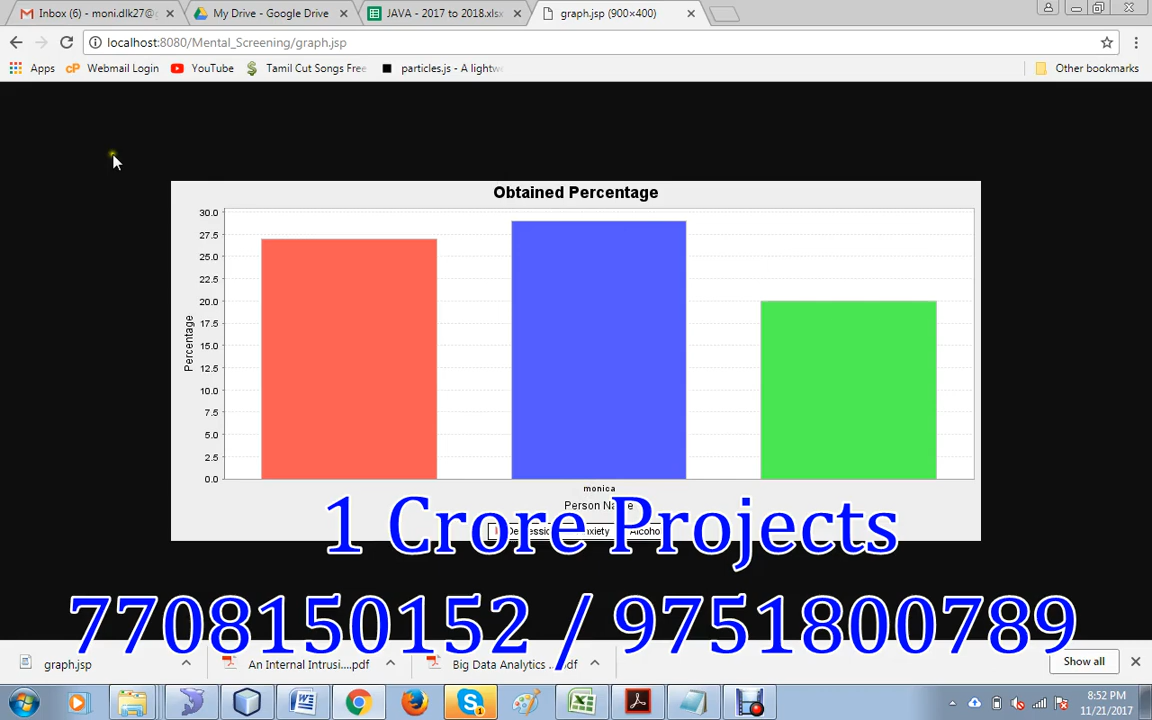 Inbox (6) - moni.dlk27@
My Drive - Google Drive
JAVA - 2017 to 2018.xlsx
graph.jsp (900×400)
localhost:8080/Mental_Screening/graph.jsp
Apps
Webmail Login
YouTube
Tamil Cut Songs Free
particles.js - A lightw
Other bookmarks
Obtained Percentage
30.0
27.5
25.0
22.5
20.0
17.5
15.0
12.5
10.0
7.5
5.0
2.5
0.0
Percentage
monica
Person Name
1 Crore Projects
7708150152 / 9751800789
graph.jsp
An Internal Intrusi....pdf
Big Data Analytics ....pdf
Show all
8:52 PM
11/21/2017